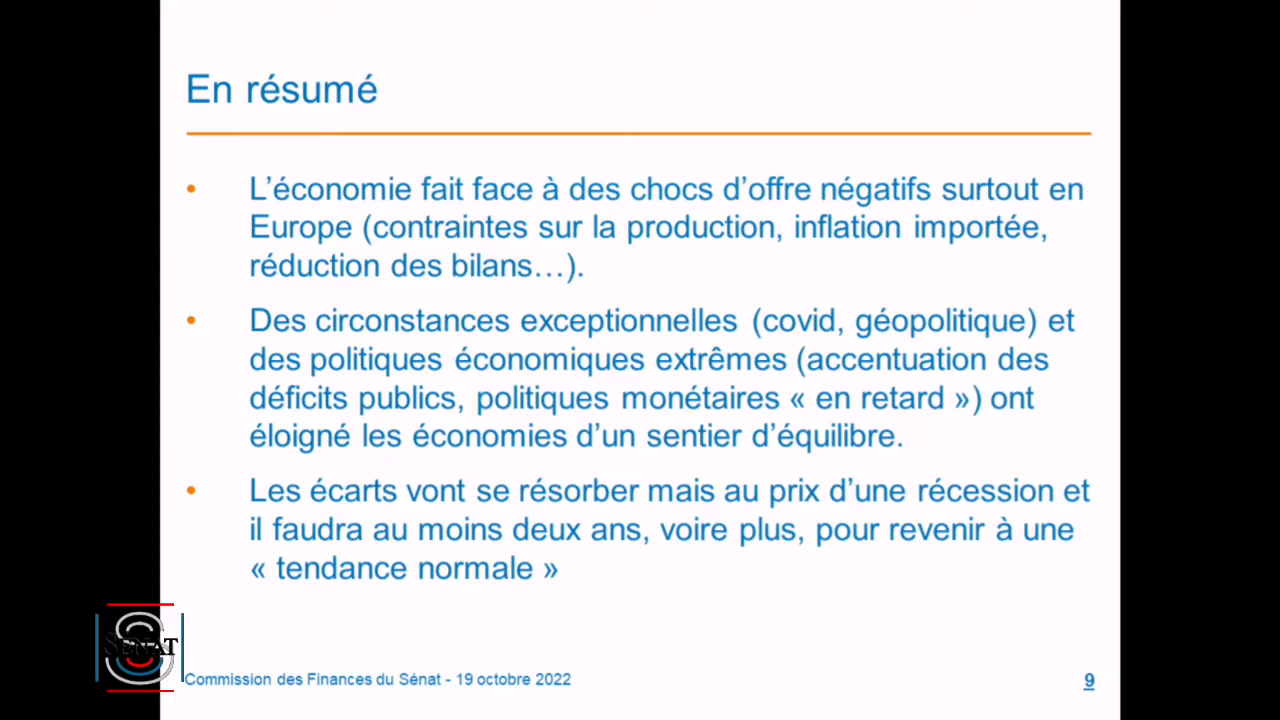 En résumé
• L’économie fait face à des chocs d’offre négatifs surtout en
Europe (contraintes sur la production, inflation importée,
réduction des bilans…).
• Des circonstances exceptionnelles (covid, géopolitique) et
des politiques économiques extrêmes (accentuation des
déficits publics, politiques monétaires « en retard ») ont
éloigné les économies d’un sentier d’équilibre.
• Les écarts vont se résorber mais au prix d’une récession et
il faudra au moins deux ans, voire plus, pour revenir à une
« tendance normale »
SÉNAT
Commission des Finances du Sénat - 19 octobre 2022
9